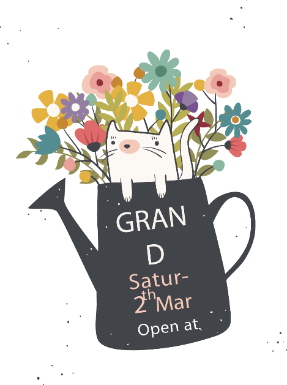 GRAN
D
Satur-
2th Mar
Open at